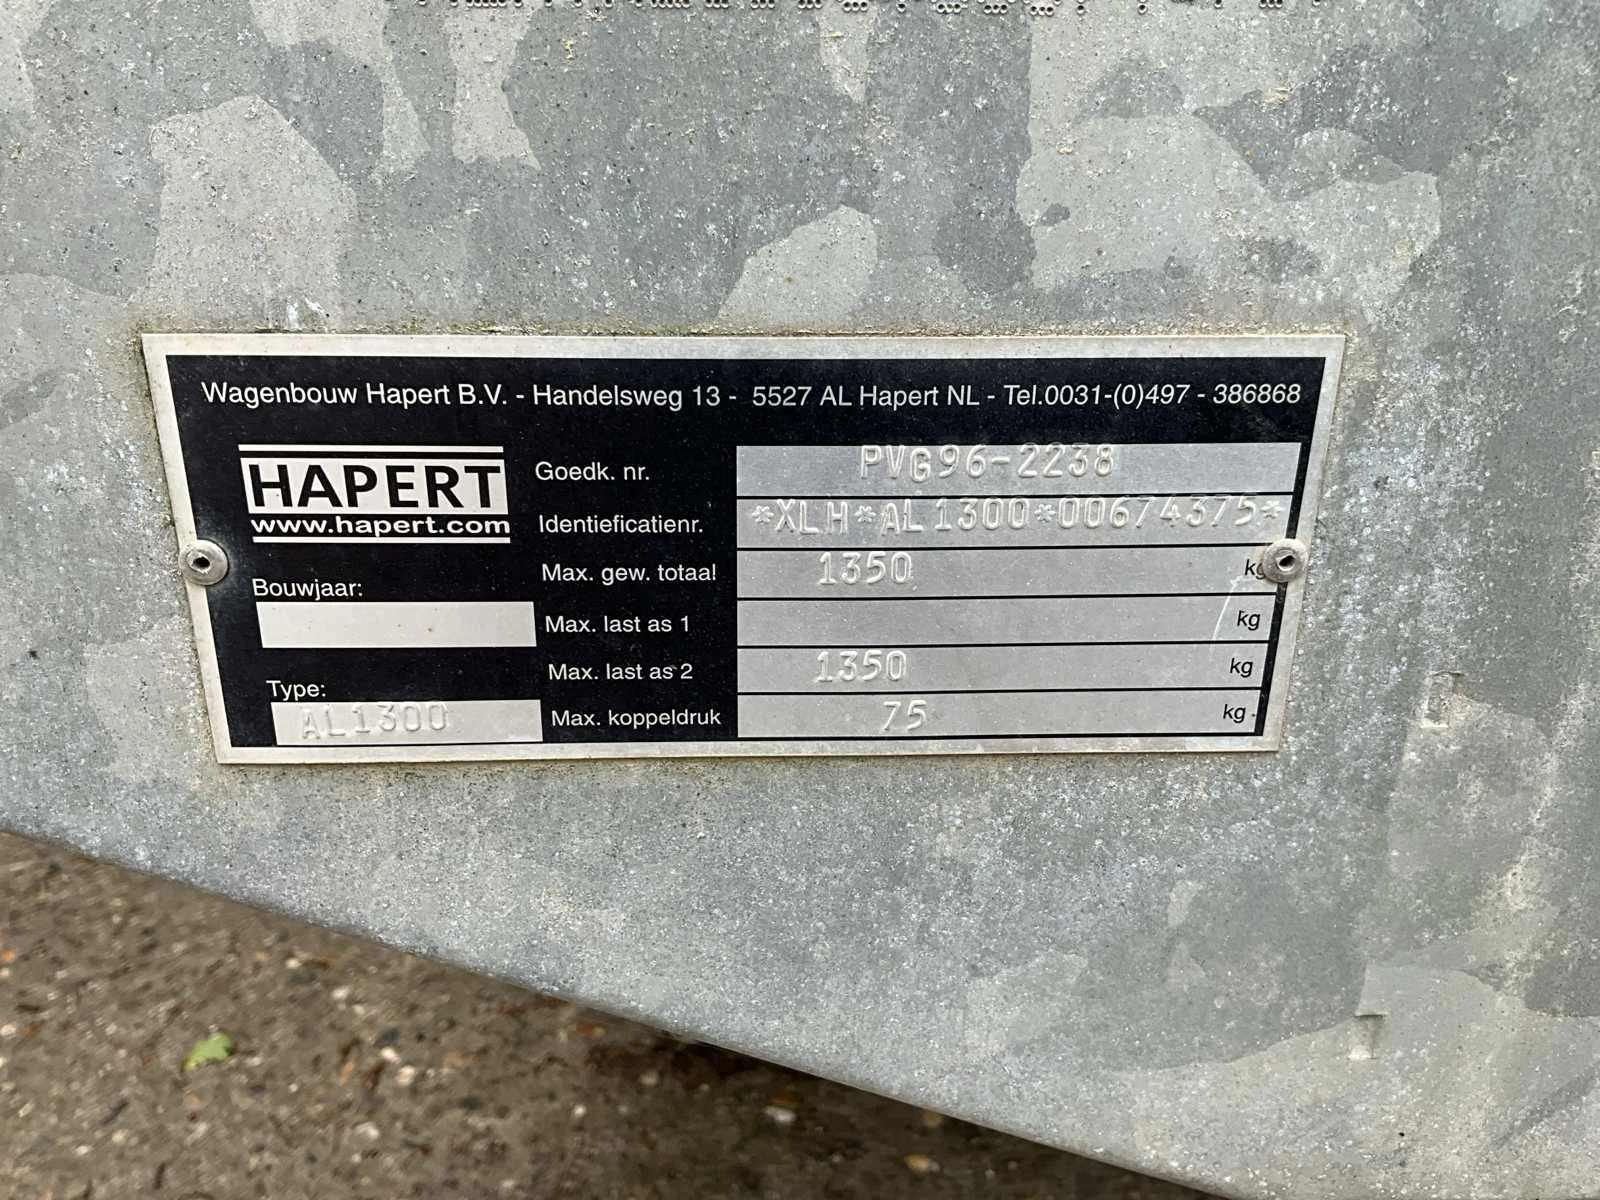 Wagenbouw Hapert B.V. - Handelsweg 13 - 5527 AL Hapert NL - Tel.0031-(0)497 - 386868
HAPERT
www.hapert.com
Bouwjaar:
Type:
AL1300
Goedk. nr. PVG96-2238
Identieficatienr. *XLH*AL1300*00674375*
Max. gew. totaal 1350 kg
Max. last as 1 kg
Max. last as 2 1350 kg
Max. koppeldruk 75 kg